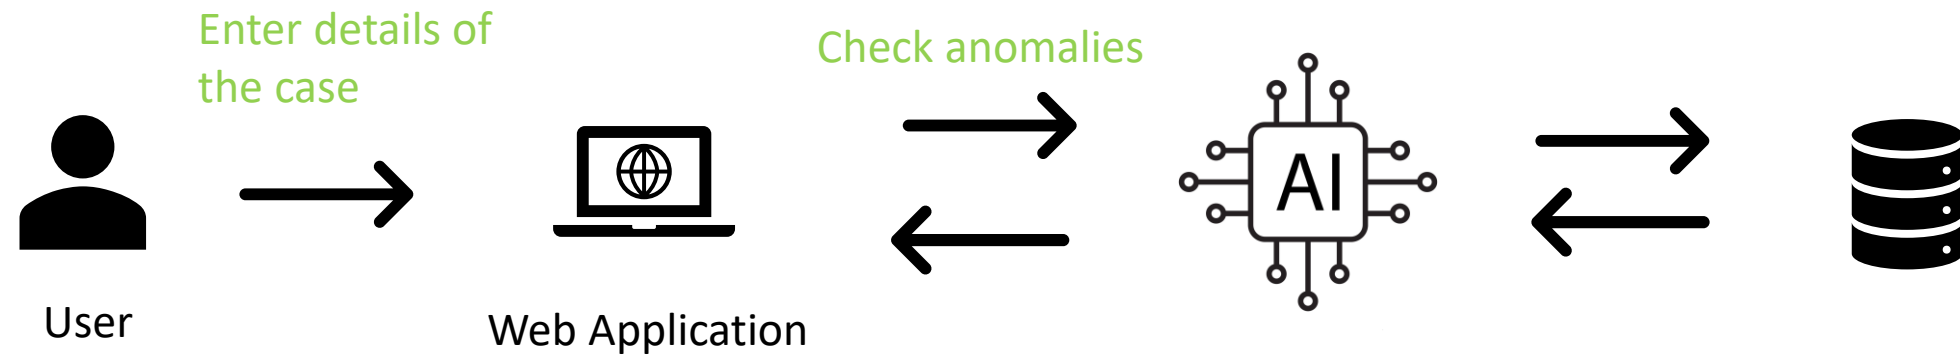 Enter details of
the case
Check anomalies
AI
User
Web Application